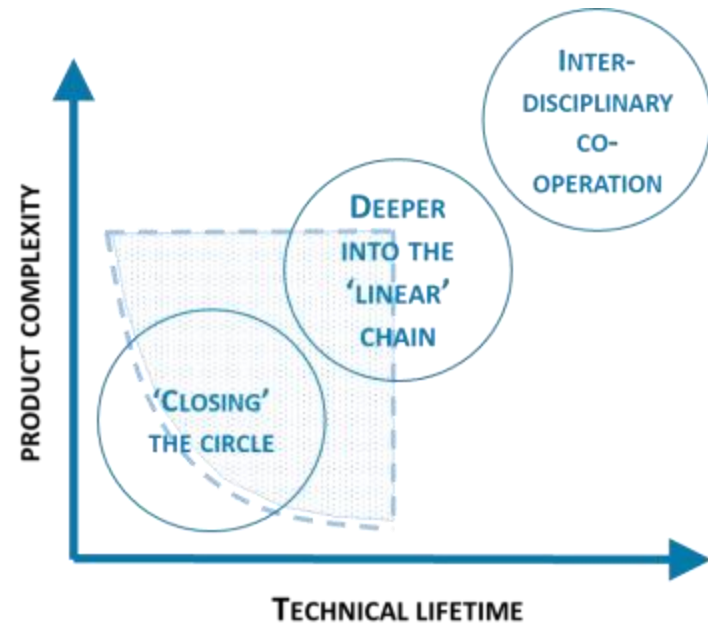 INTER-
DISCIPLINARY
CO-
OPERATION
DEEPER
INTO THE
‘LINEAR’
CHAIN
‘CLOSING’
THE CIRCLE
PRODUCT COMPLEXITY
TECHNICAL LIFETIME